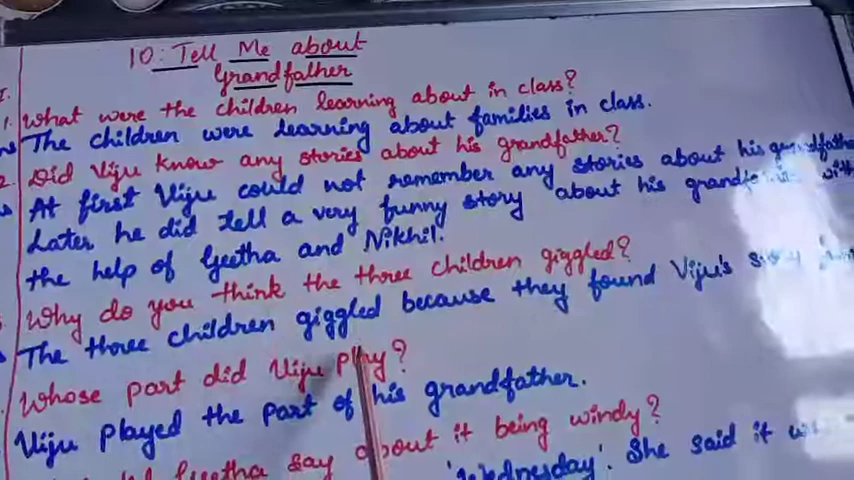 10: Tell Me about
Grandfather
I.
1. What were the children learning about in class?
The children were learning about families in class.
2. Did Viju know any stories about his grandfather?
At first Viju could not remember any stories about his grandfather
Later he did tell a very funny story about his with
the help of Geetha and Nikhil.
Why do you think the three children giggled?
The three children giggled because they found Viju's
Whose part did Viju play?
Viju played the part of his grandfather.
Geetha say about it being windy?
'Wednesday'. She said it